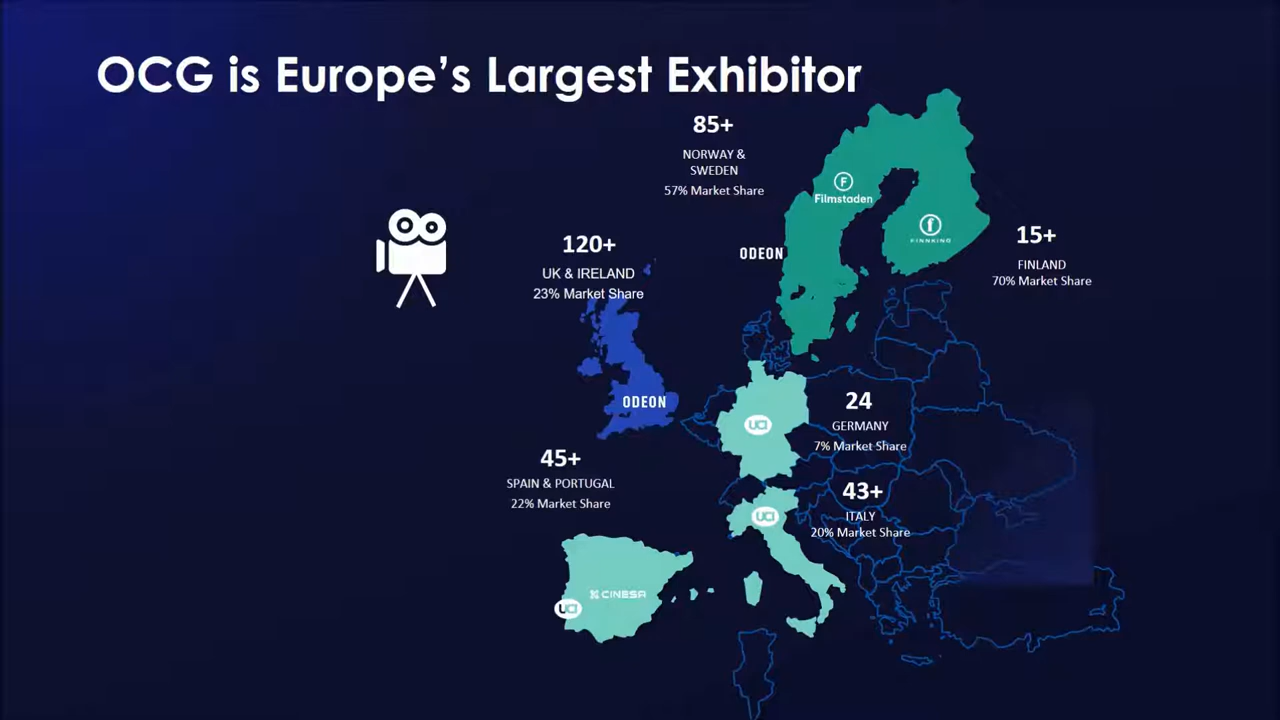 OCG is Europe's Largest Exhibitor
85+
NORWAY &
SWEDEN
57% Market Share
F
Filmstaden
f
FINNKINO
ODEON
15+
FINLAND
70% Market Share
120+
UK & IRELAND
23% Market Share
ODEON
24
GERMANY
7% Market Share
UCI
45+
SPAIN & PORTUGAL
22% Market Share
43+
ITALY
20% Market Share
UCI
CINESA
UCI